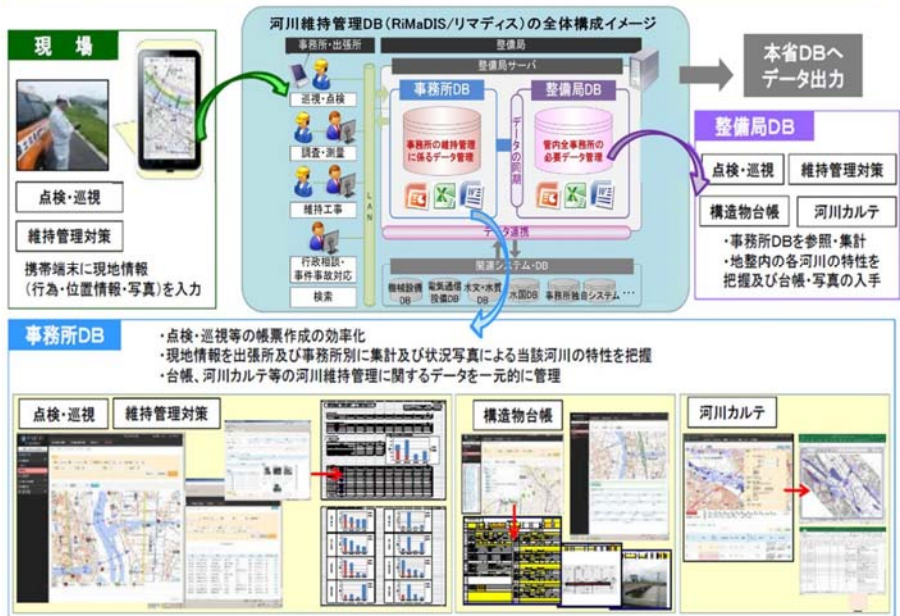 河川維持管理DB(RiMaDIS/リマディス)の全体構成イメージ
現　場
点検・巡視
維持管理対策
携帯端末に現地情報
(行為・位置情報・写真)を入力
事務所・出張所
巡視・点検
調査・測量
維持工事
行政相談・
事件事故対応
検索
LAN
整備局
整備局サーバ
事務所DB
事務所の維持管理
に係るデータ管理
データの同期
整備局DB
管内全事務所の
必要データ管理
データ連携
関連システム・DB
機械設備
DB
電気通信
設備DB
水文・水質
DB
水国DB
事務所独自システム…
本省DBへ
データ出力
整備局DB
点検・巡視
維持管理対策
構造物台帳
河川カルテ
・事務所DBを参照・集計
・地整内の各河川の特性を
把握及び台帳・写真の入手
事務所DB
・点検・巡視等の帳票作成の効率化
・現地情報を出張所及び事務所別に集計及び状況写真による当該河川の特性を把握
・台帳、河川カルテ等の河川維持管理に関するデータを一元的に管理
点検・巡視
維持管理対策
構造物台帳
河川カルテ